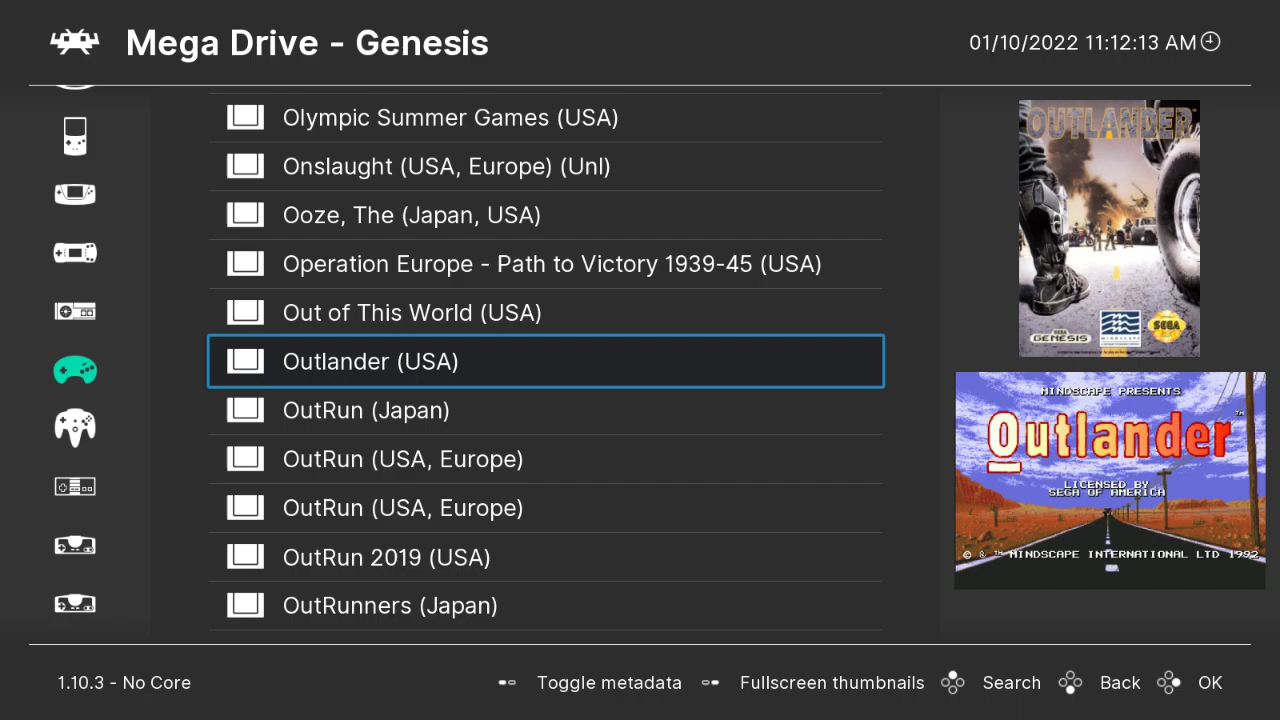 Mega Drive - Genesis
01/10/2022 11:12:13 AM
Olympic Summer Games (USA)
Onslaught (USA, Europe) (Unl)
Ooze, The (Japan, USA)
Operation Europe - Path to Victory 1939-45 (USA)
Out of This World (USA)
Outlander (USA)
OutRun (Japan)
OutRun (USA, Europe)
OutRun (USA, Europe)
OutRun 2019 (USA)
OutRunners (Japan)
OUTLANDER
SEGA
GENESIS
MINDSCAPE
SEGA
MINDSCAPE PRESENTS
Outlander™
LICENSED BY
SEGA OF AMERICA
© & ™ MINDSCAPE INTERNATIONAL LTD 1992
1.10.3 - No Core
Toggle metadata
Fullscreen thumbnails
Search
Back
OK